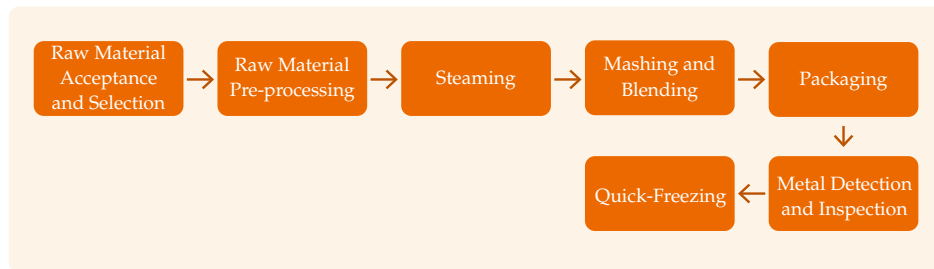 Raw Material
Acceptance
and Selection
Raw Material
Pre-processing
Steaming
Mashing and
Blending
Packaging
Metal Detection
and Inspection
Quick-Freezing